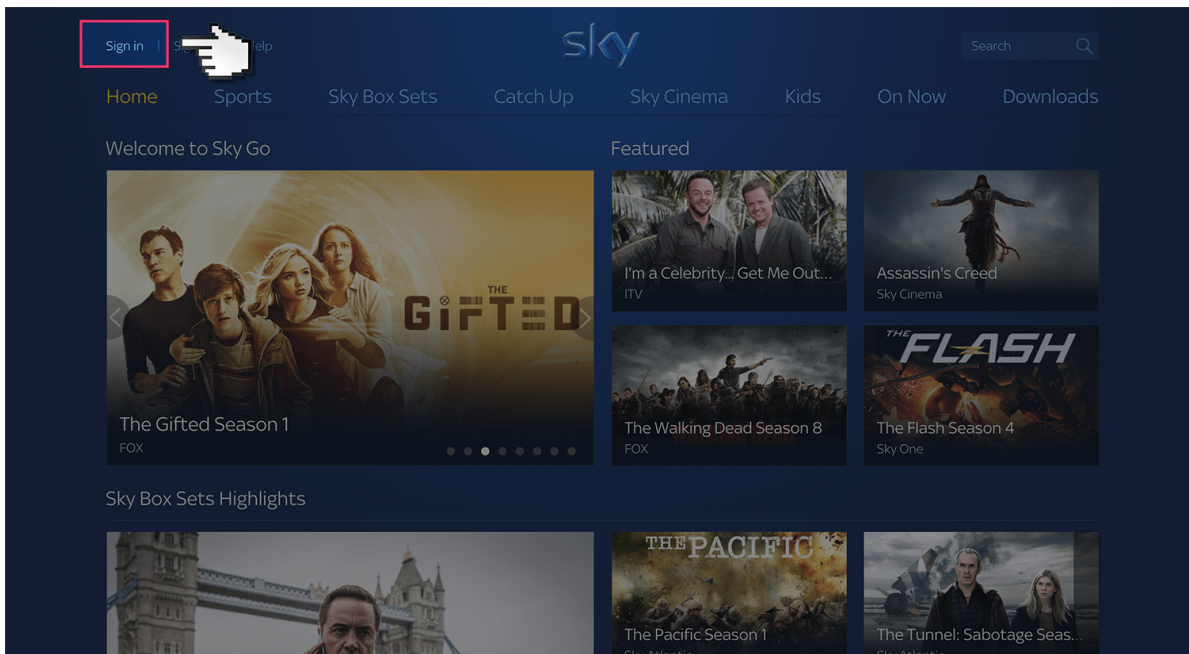 Sign in
sky
Search
Home Sports Sky Box Sets Catch Up Sky Cinema Kids On Now Downloads
Welcome to Sky Go
Featured
THE
GIFTED
The Gifted Season 1
FOX
I'm a Celebrity... Get Me Out...
ITV
Assassin's Creed
Sky Cinema
The Walking Dead Season 8
FOX
THE
FLASH
The Flash Season 4
Sky One
Sky Box Sets Highlights
THE PACIFIC
The Pacific Season 1
The Tunnel: Sabotage Seas...